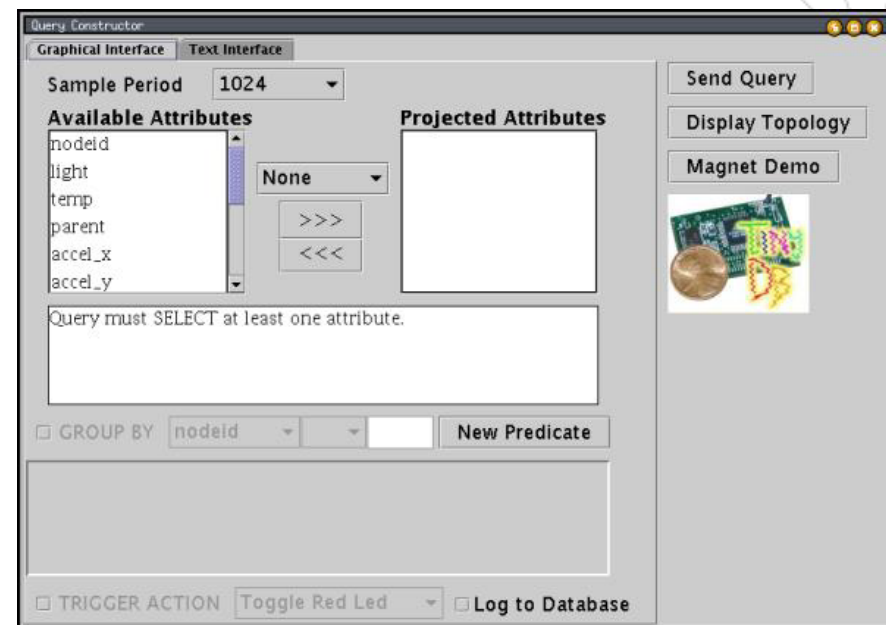 Query Constructor
Graphical Interface
Text Interface
Sample Period
1024
Available Attributes
nodeid
light
temp
parent
accel_x
accel_y
None
>>>
<<<
Projected Attributes
Query must SELECT at least one attribute.
GROUP BY
nodeid
New Predicate
TRIGGER ACTION
Toggle Red Led
Log to Database
Send Query
Display Topology
Magnet Demo
Tiny
DB